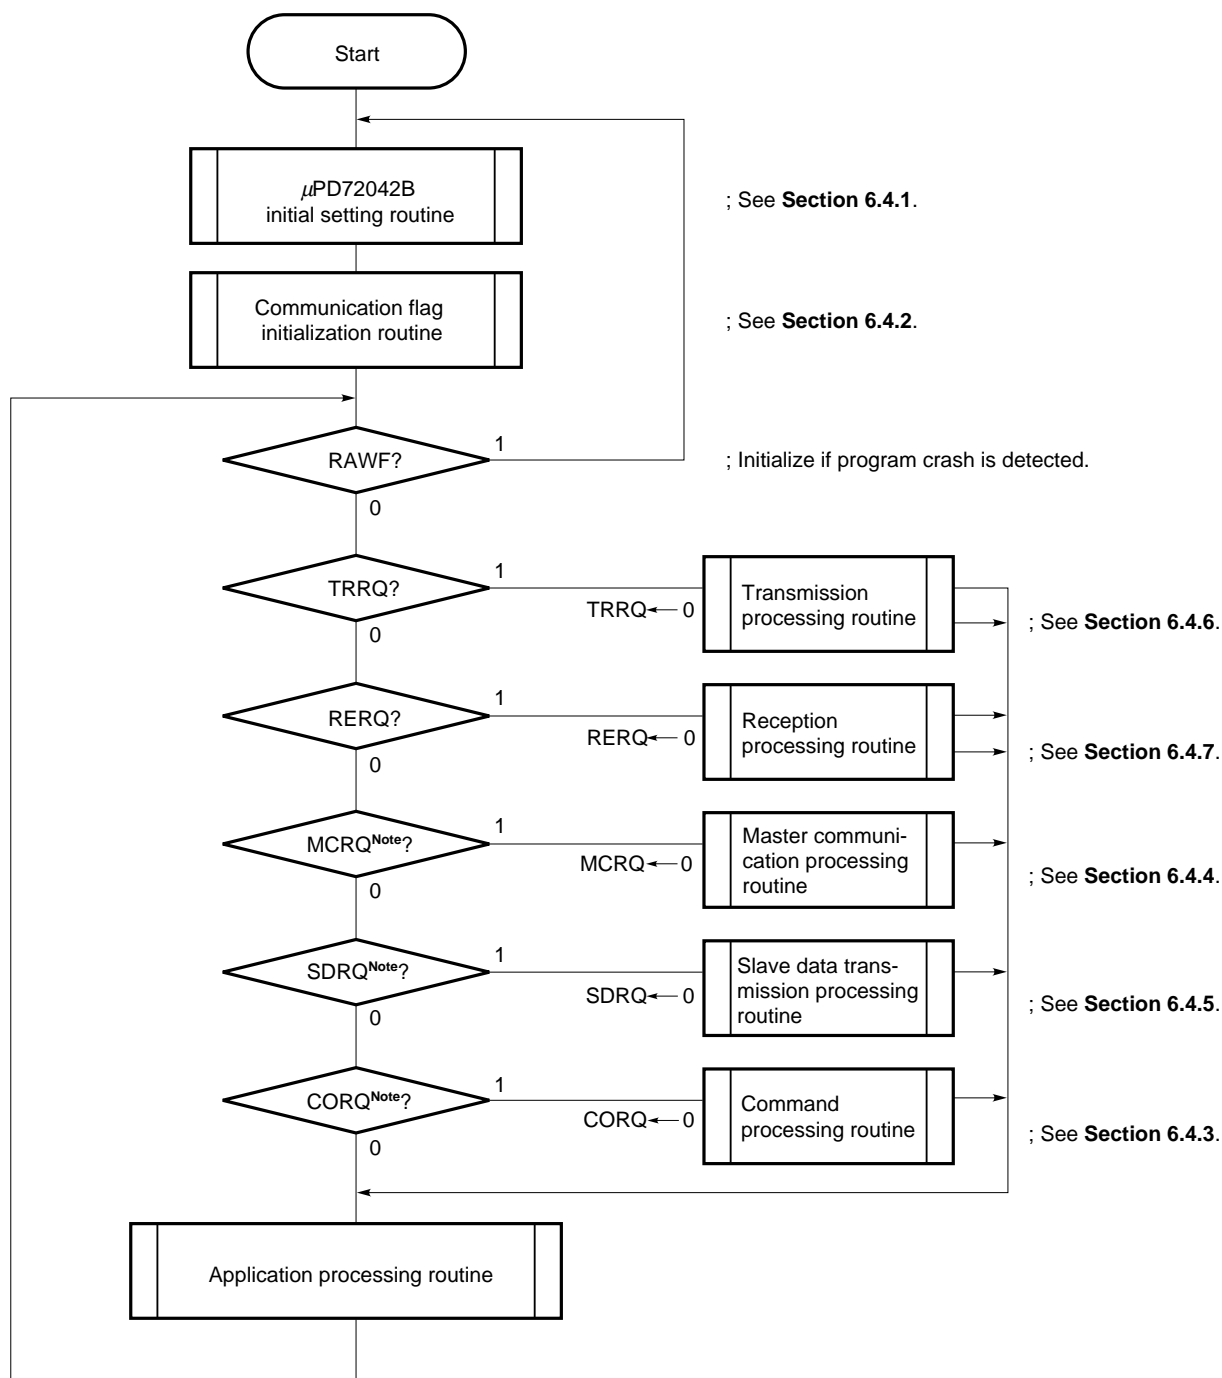 Start
μPD72042B
initial setting routine
; See Section 6.4.1.
Communication flag
initialization routine
; See Section 6.4.2.
RAWF?
1
; Initialize if program crash is detected.
0
TRRQ?
1
TRRQ ← 0
Transmission
processing routine
; See Section 6.4.6.
0
RERQ?
1
RERQ ← 0
Reception
processing routine
; See Section 6.4.7.
0
MCRQNote?
1
MCRQ ← 0
Master communi-
cation processing
routine
; See Section 6.4.4.
0
SDRQNote?
1
SDRQ ← 0
Slave data trans-
mission processing
routine
; See Section 6.4.5.
0
CORQNote?
1
CORQ ← 0
Command
processing routine
; See Section 6.4.3.
0
Application processing routine